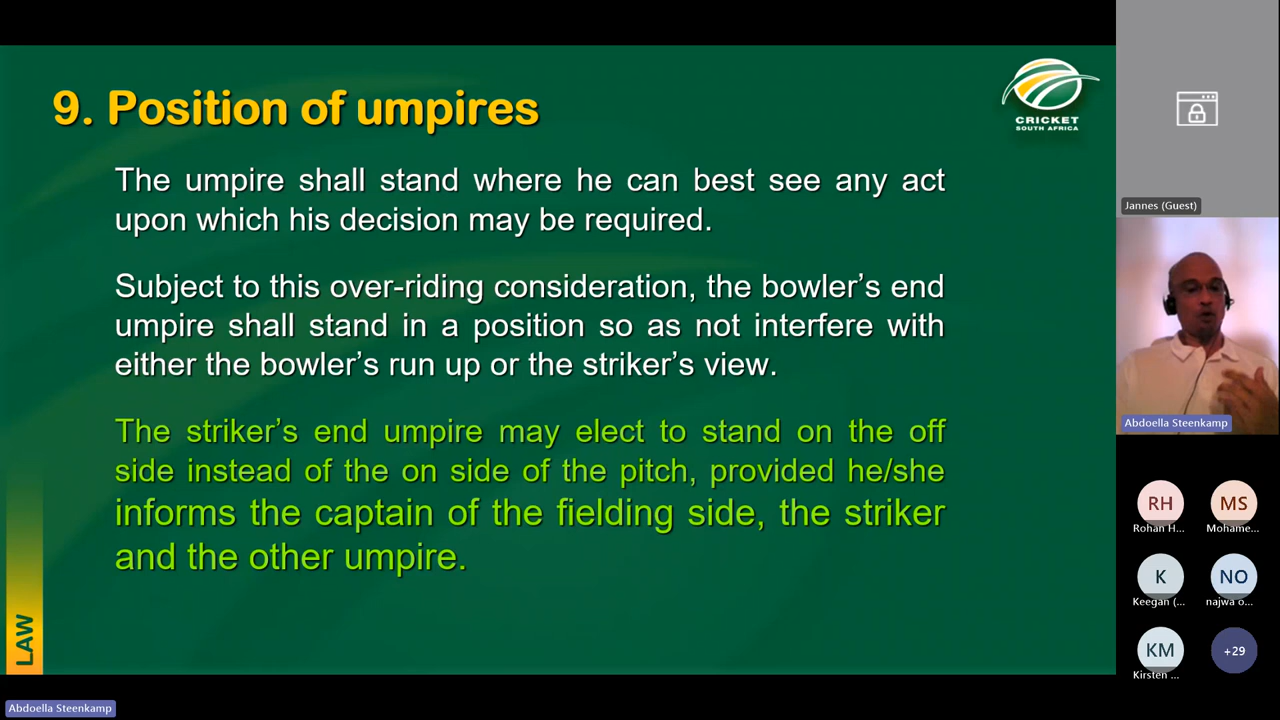 9. Position of umpires
CRICKET
SOUTH AFRICA
The umpire shall stand where he can best see any act
upon which his decision may be required.
Subject to this over-riding consideration, the bowler’s end
umpire shall stand in a position so as not interfere with
either the bowler’s run up or the striker’s view.
The striker’s end umpire may elect to stand on the off
side instead of the on side of the pitch, provided he/she
informs the captain of the fielding side, the striker
and the other umpire.
LAW
Abdoella Steenkamp
Jannes (Guest)
Abdoella Steenkamp
RH
Rohan H...
MS
Mohame...
K
Keegan (...
NO
najwa o...
KM
Kirsten ...
+29